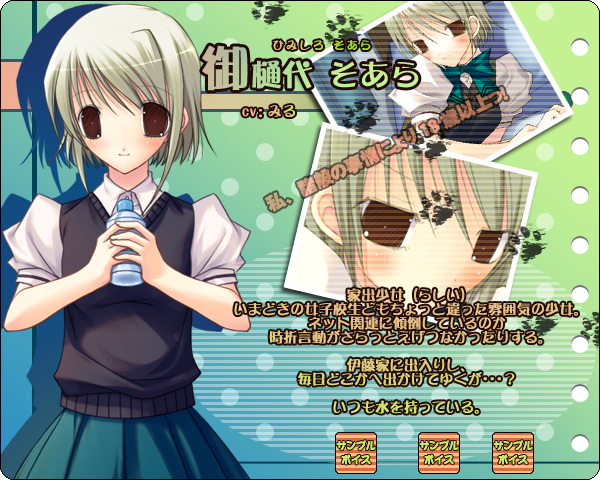 ひみしろ そあら
御樋代 そあら
cv:みる
私、陰謀の事情により18歳以上っ!
家出少女（らしい）
いまどきの女子校生ともちょっと違った雰囲気の少女。
ネット関連に傾倒しているのか
時折言動がさらっとえげつなかったりする。
伊藤家に出入りし、
毎日どこかへ出かけてゆくが･･･？
いつも水を持っている。
サンプル
ボイス
サンプル
ボイス
サンプル
ボイス